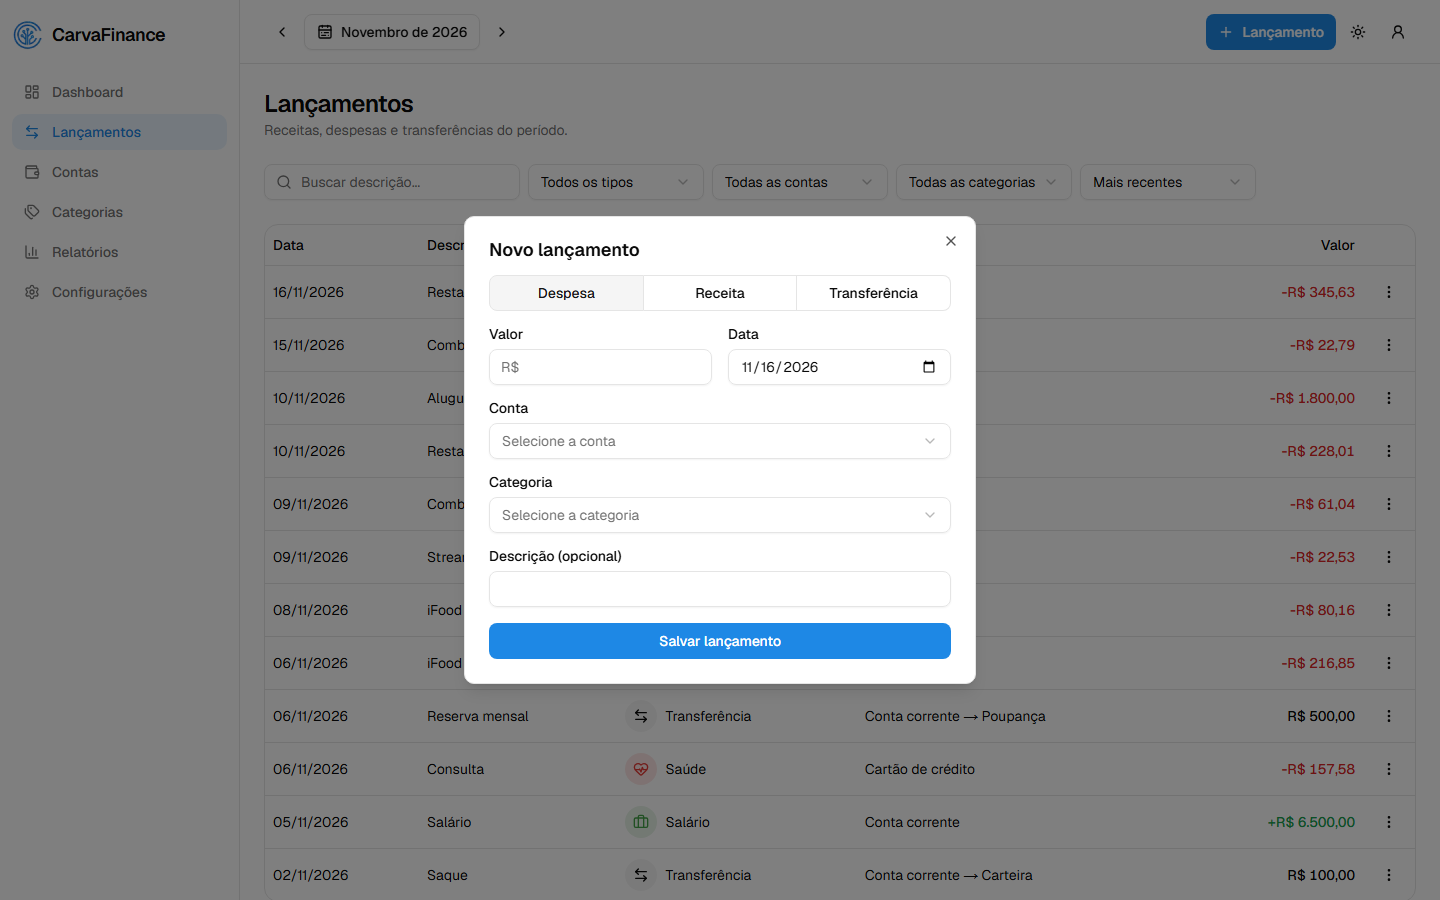 CarvaFinance
Novembro de 2026
Lançamento
Dashboard
Lançamentos
Contas
Categorias
Relatórios
Configurações
Lançamentos
Receitas, despesas e transferências do período.
Buscar descrição...
Todos os tipos
Todas as contas
Todas as categorias
Mais recentes
Data Descr Valor
16/11/2026 Resta -R$ 345,63
15/11/2026 Comb -R$ 22,79
10/11/2026 Alugu -R$ 1.800,00
10/11/2026 Resta -R$ 228,01
09/11/2026 Comb -R$ 61,04
09/11/2026 Strea -R$ 22,53
08/11/2026 iFood -R$ 80,16
06/11/2026 iFood -R$ 216,85
06/11/2026 Reserva mensal Transferência Conta corrente → Poupança R$ 500,00
06/11/2026 Consulta Saúde Cartão de crédito -R$ 157,58
05/11/2026 Salário Salário Conta corrente +R$ 6.500,00
02/11/2026 Saque Transferência Conta corrente → Carteira R$ 100,00
Novo lançamento
Despesa Receita Transferência
Valor Data
R$ 11/16/2026
Conta
Selecione a conta
Categoria
Selecione a categoria
Descrição (opcional)
Salvar lançamento